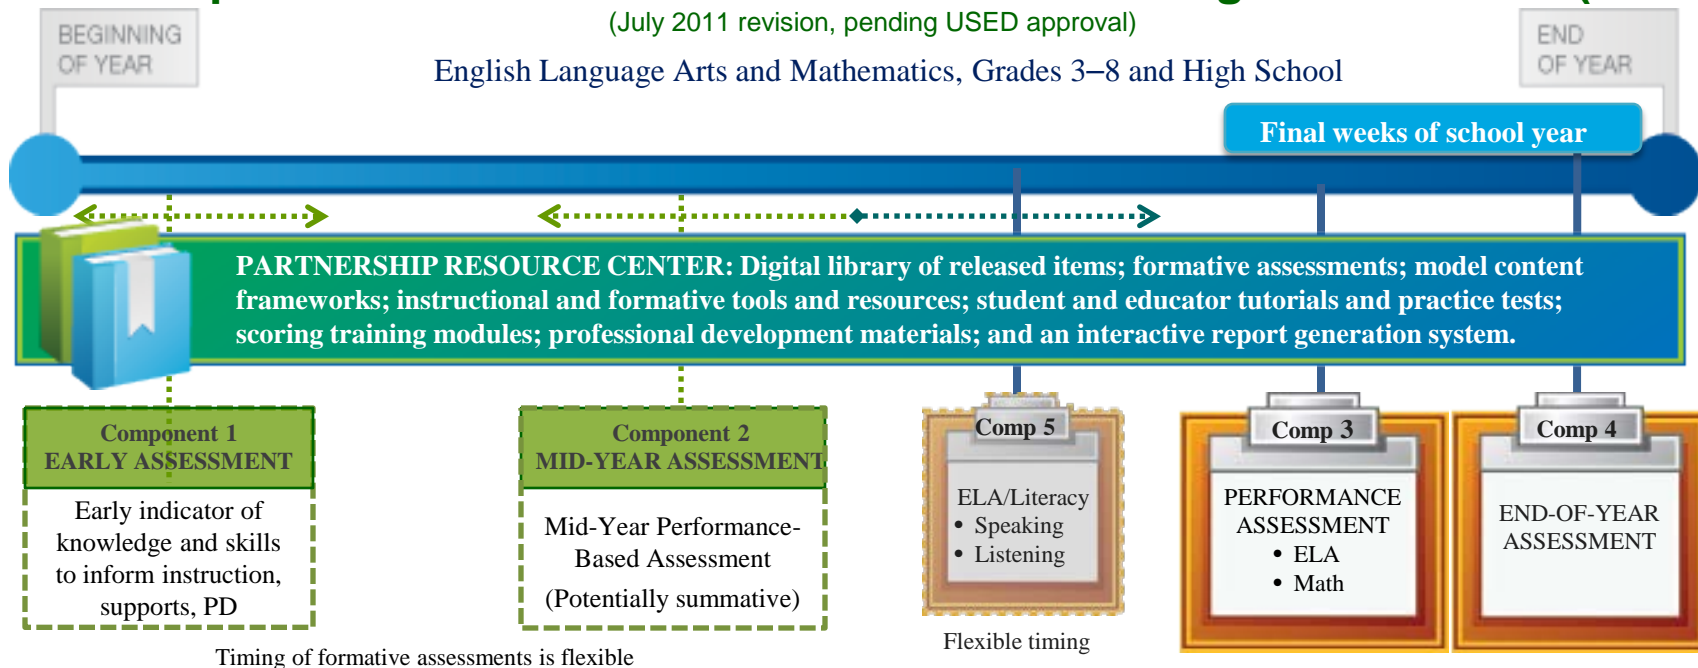 (July 2011 revision, pending USED approval)
BEGINNING
OF YEAR
END
OF YEAR
English Language Arts and Mathematics, Grades 3–8 and High School
Final weeks of school year
PARTNERSHIP RESOURCE CENTER: Digital library of released items; formative assessments; model content
frameworks; instructional and formative tools and resources; student and educator tutorials and practice tests;
scoring training modules; professional development materials; and an interactive report generation system.
Component 1
EARLY ASSESSMENT
Early indicator of
knowledge and skills
to inform instruction,
supports, PD
Component 2
MID-YEAR ASSESSMENT
Mid-Year Performance-
Based Assessment
(Potentially summative)
Timing of formative assessments is flexible
Comp 5
ELA/Literacy
• Speaking
• Listening
Flexible timing
Comp 3
PERFORMANCE
ASSESSMENT
• ELA
• Math
Comp 4
END-OF-YEAR
ASSESSMENT